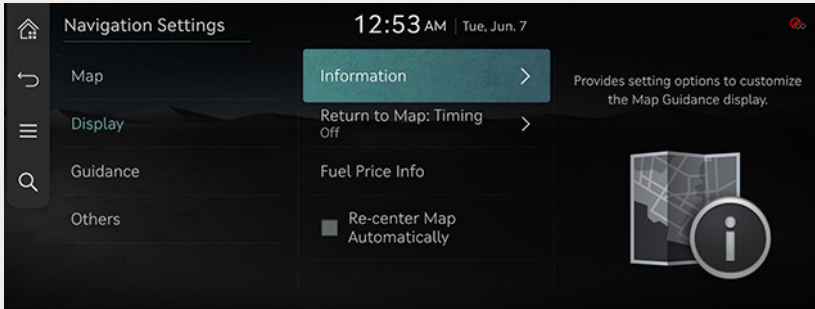 Navigation Settings
12:53 AM | Tue, Jun. 7
Map
Display
Guidance
Others
Information
Return to Map: Timing
Off
Fuel Price Info
Re-center Map
Automatically
Provides setting options to customize
the Map Guidance display.